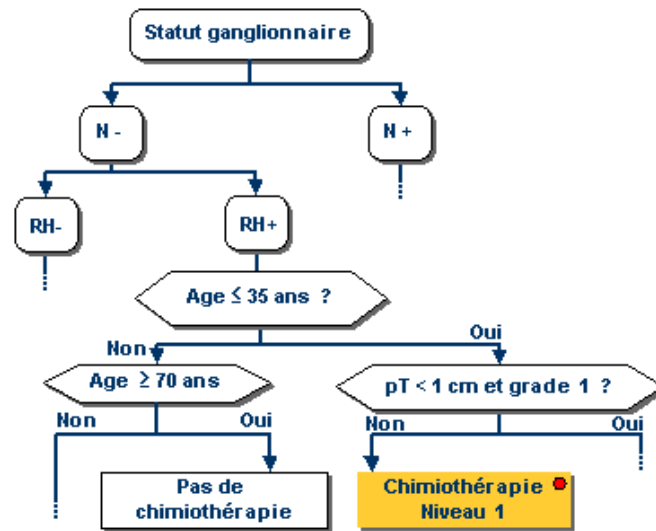 Statut ganglionnaire
N -
N +
RH-
RH+
Age ≤ 35 ans ?
Non
Oui
Age ≥ 70 ans
pT < 1 cm et grade 1 ?
Non
Oui
Non
Oui
Pas de
chimiothérapie
Chimiothérapie
Niveau 1